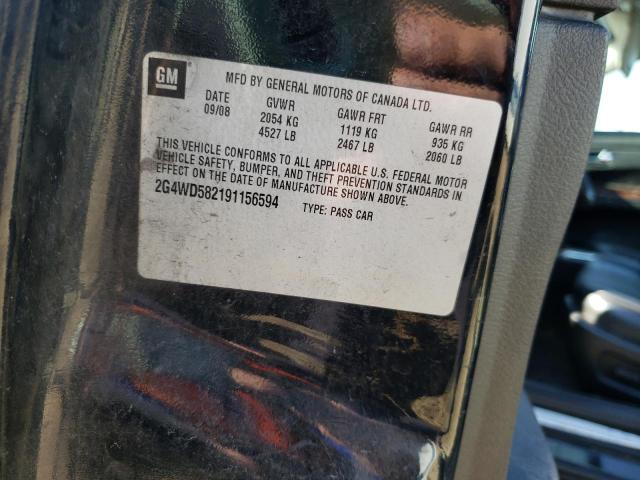 GM
MFD BY GENERAL MOTORS OF CANADA LTD.
DATE GVWR GAWR FRT GAWR RR
09/08 2054 KG 1119 KG 935 KG
4527 LB 2467 LB 2060 LB
THIS VEHICLE CONFORMS TO ALL APPLICABLE U.S. FEDERAL MOTOR
VEHICLE SAFETY, BUMPER, AND THEFT PREVENTION STANDARDS IN
EFFECT ON THE DATE OF MANUFACTURE SHOWN ABOVE.
2G4WD582191156594 TYPE: PASS CAR